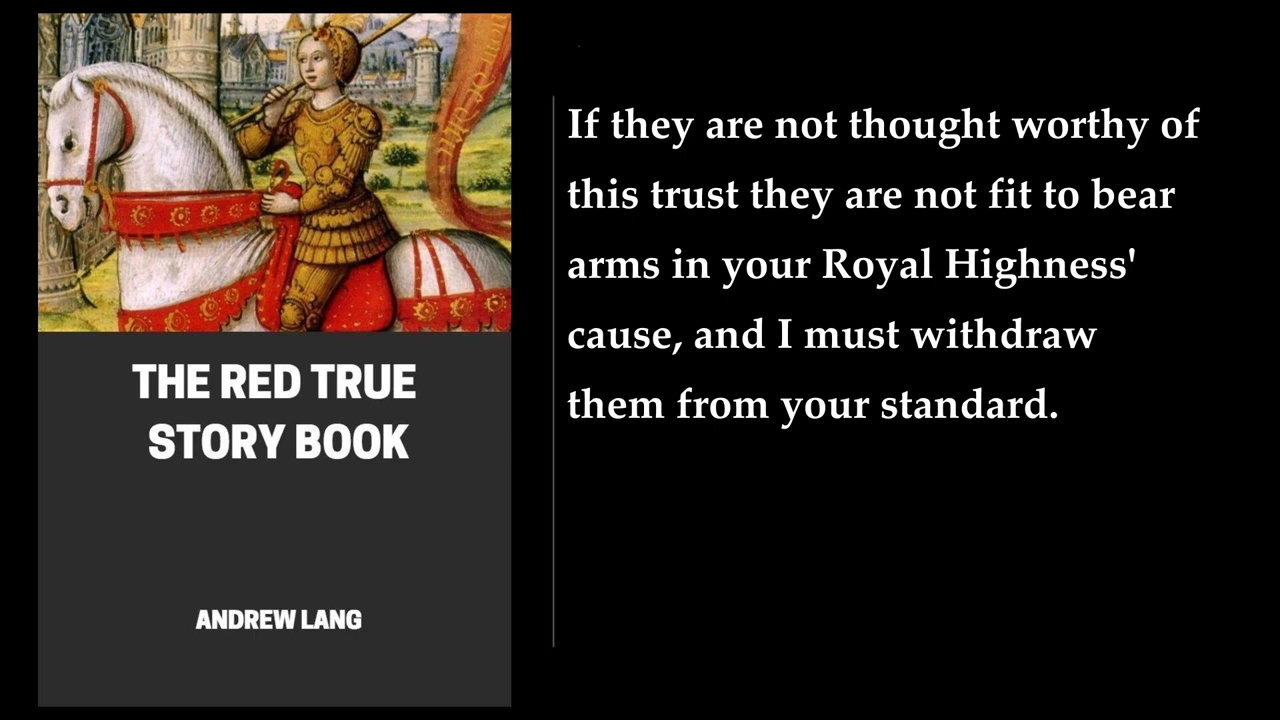 THE RED TRUE
STORY BOOK
ANDREW LANG
If they are not thought worthy of
this trust they are not fit to bear
arms in your Royal Highness'
cause, and I must withdraw
them from your standard.